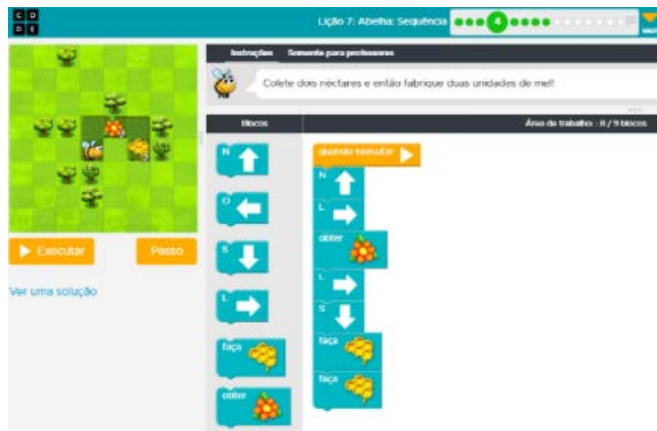 C O
D E
Lição 7: Abelha: Sequência
4
Instruções Somente para professores
Colete dois néctares e então fabrique duas unidades de mel!
Blocos
Área de trabalho : 8 / 9 blocos
N
O
S
L
faça
obter
quando executar
N
L
obter
L
S
faça
faça
Executar
Passo
Ver uma solução